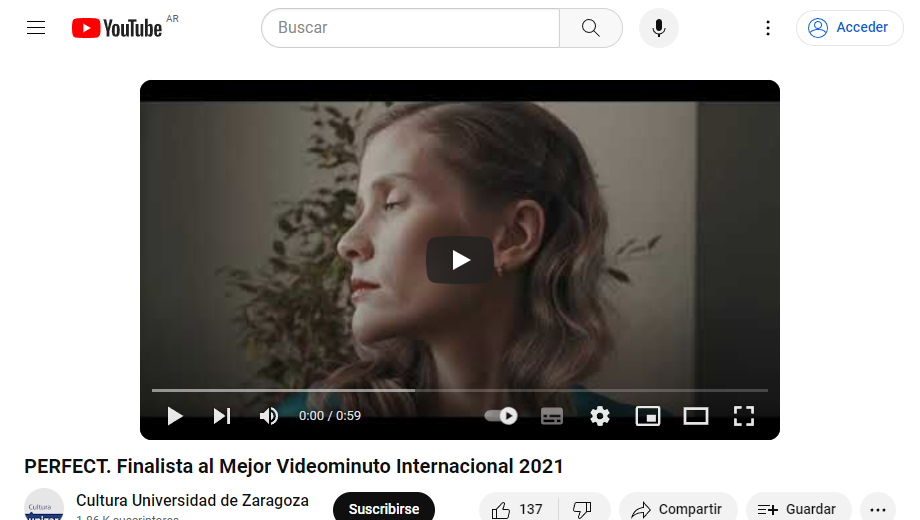 YouTube AR
Buscar
Acceder
0:00 / 0:59
PERFECT. Finalista al Mejor Videominuto Internacional 2021
Cultura
unizar
Cultura Universidad de Zaragoza
1.86 K suscriptores
Suscribirse
137
Compartir
Guardar